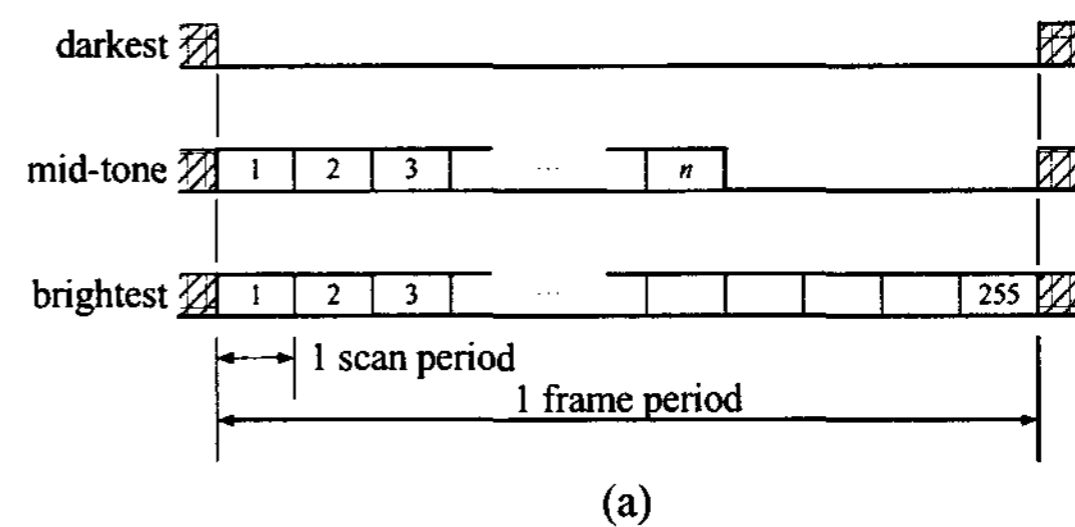 darkest
mid-tone 1 2 3 ... n
brightest 1 2 3 ... 255
1 scan period
1 frame period
(a)